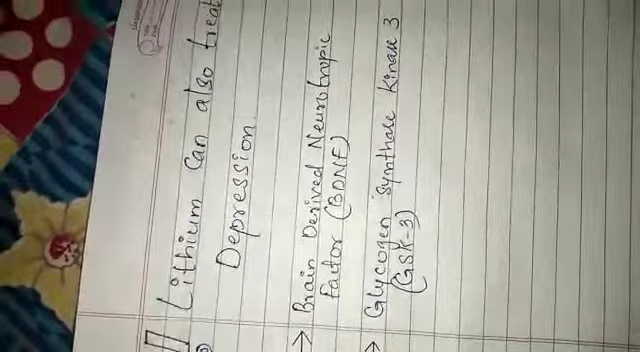 Lithium can also treat
Depression.
→ Brain Derived Neurotropic
Factor (BDNF)
→ Glycogen synthase kinase 3
(GSK-3)